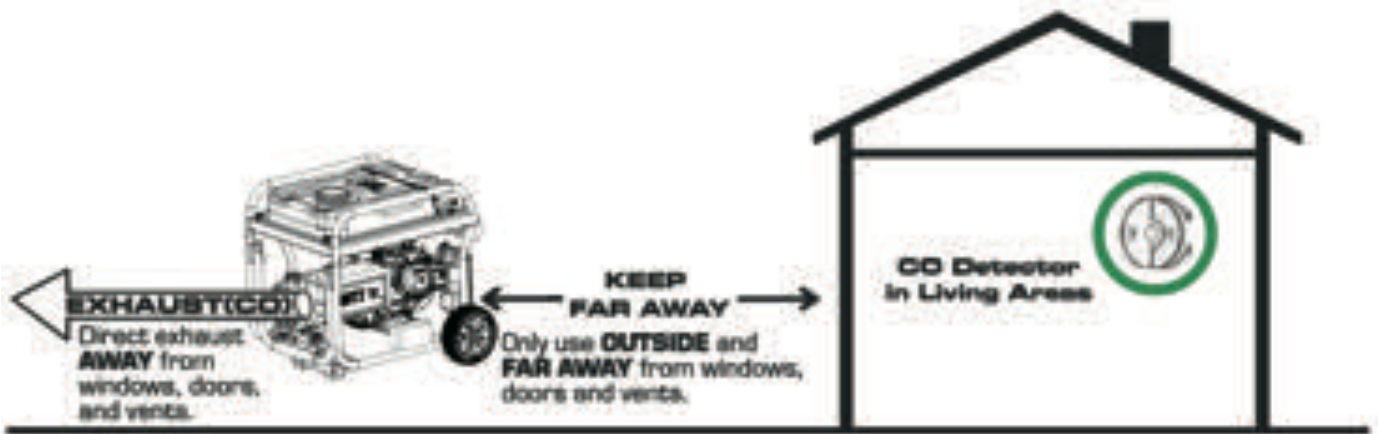 EXHAUST(CO)
Direct exhaust
AWAY from
windows, doors,
and vents.
KEEP
FAR AWAY
Only use OUTSIDE and
FAR AWAY from windows,
doors and vents.
CO Detector
in Living Areas